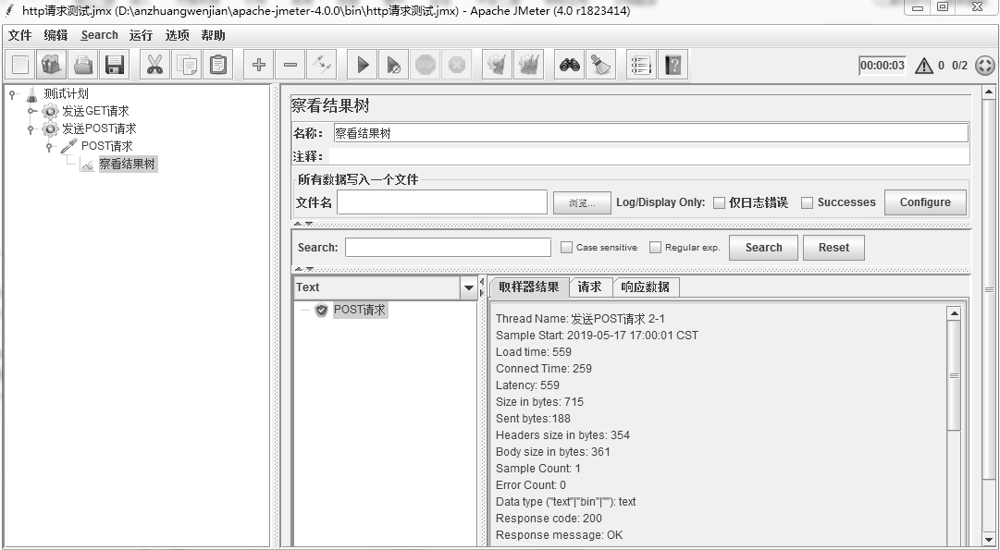 http请求测试.jmx (D:\anzhuangwenjian\apache-jmeter-4.0.0\bin\http请求测试.jmx) - Apache JMeter (4.0 r1823414)
文件 编辑 Search 运行 选项 帮助
STOP
00:00:03 0 0/2
测试计划
发送GET请求
发送POST请求
POST请求
察看结果树
察看结果树
名称: 察看结果树
注释:
所有数据写入一个文件
文件名 浏览... Log/Display Only: 仅日志错误 Successes Configure
Search: Case sensitive Regular exp. Search Reset
Text
POST请求
取样器结果 请求 响应数据
Thread Name: 发送POST请求 2-1
Sample Start: 2019-05-17 17:00:01 CST
Load time: 559
Connect Time: 259
Latency: 559
Size in bytes: 715
Sent bytes:188
Headers size in bytes: 354
Body size in bytes: 361
Sample Count: 1
Error Count: 0
Data type ("text"|"bin"|""): text
Response code: 200
Response message: OK